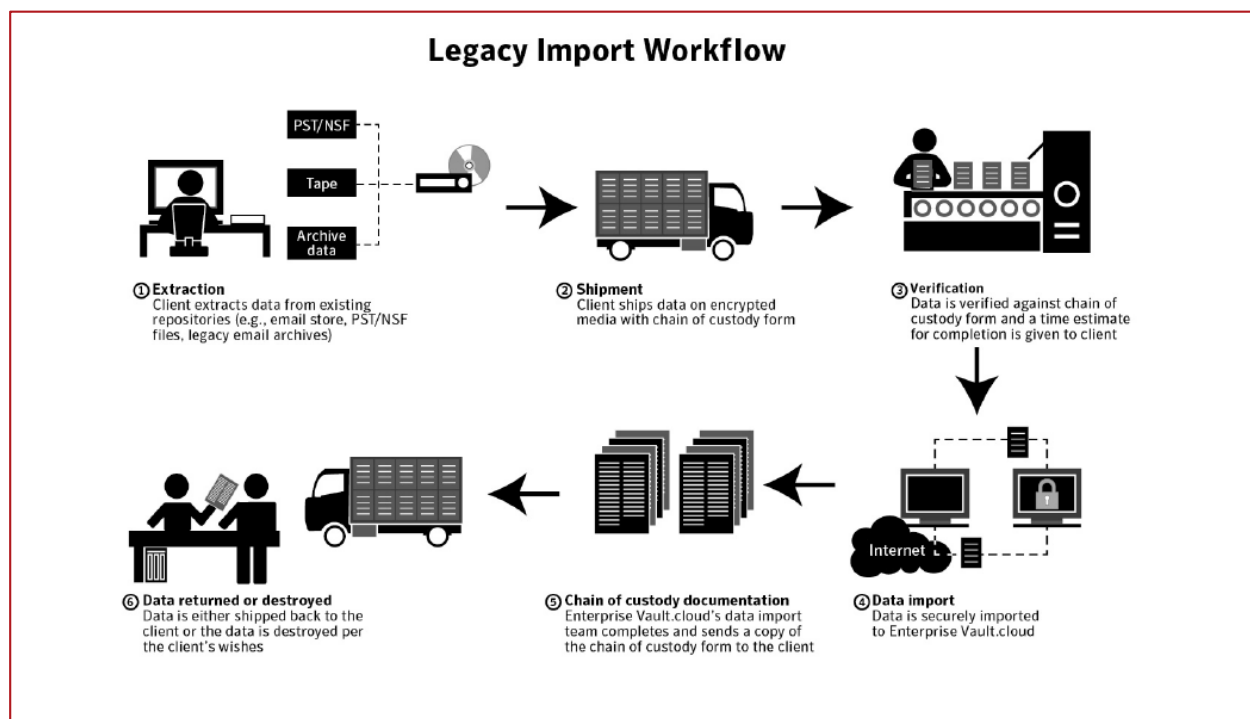 Legacy Import Workflow
PST/NSF
Tape
Archive
data
① Extraction
Client extracts data from existing
repositories (e.g., email store, PST/NSF
files, legacy email archives)
② Shipment
Client ships data on encrypted
media with chain of custody form
③ Verification
Data is verified against chain of
custody form and a time estimate
for completion is given to client
Internet
④ Data import
Data is securely imported
to Enterprise Vault.cloud
⑤ Chain of custody documentation
Enterprise Vault.cloud's data import
team completes and sends a copy of
the chain of custody form to the client
⑥ Data returned or destroyed
Data is either shipped back to the
client or the data is destroyed per
the client's wishes